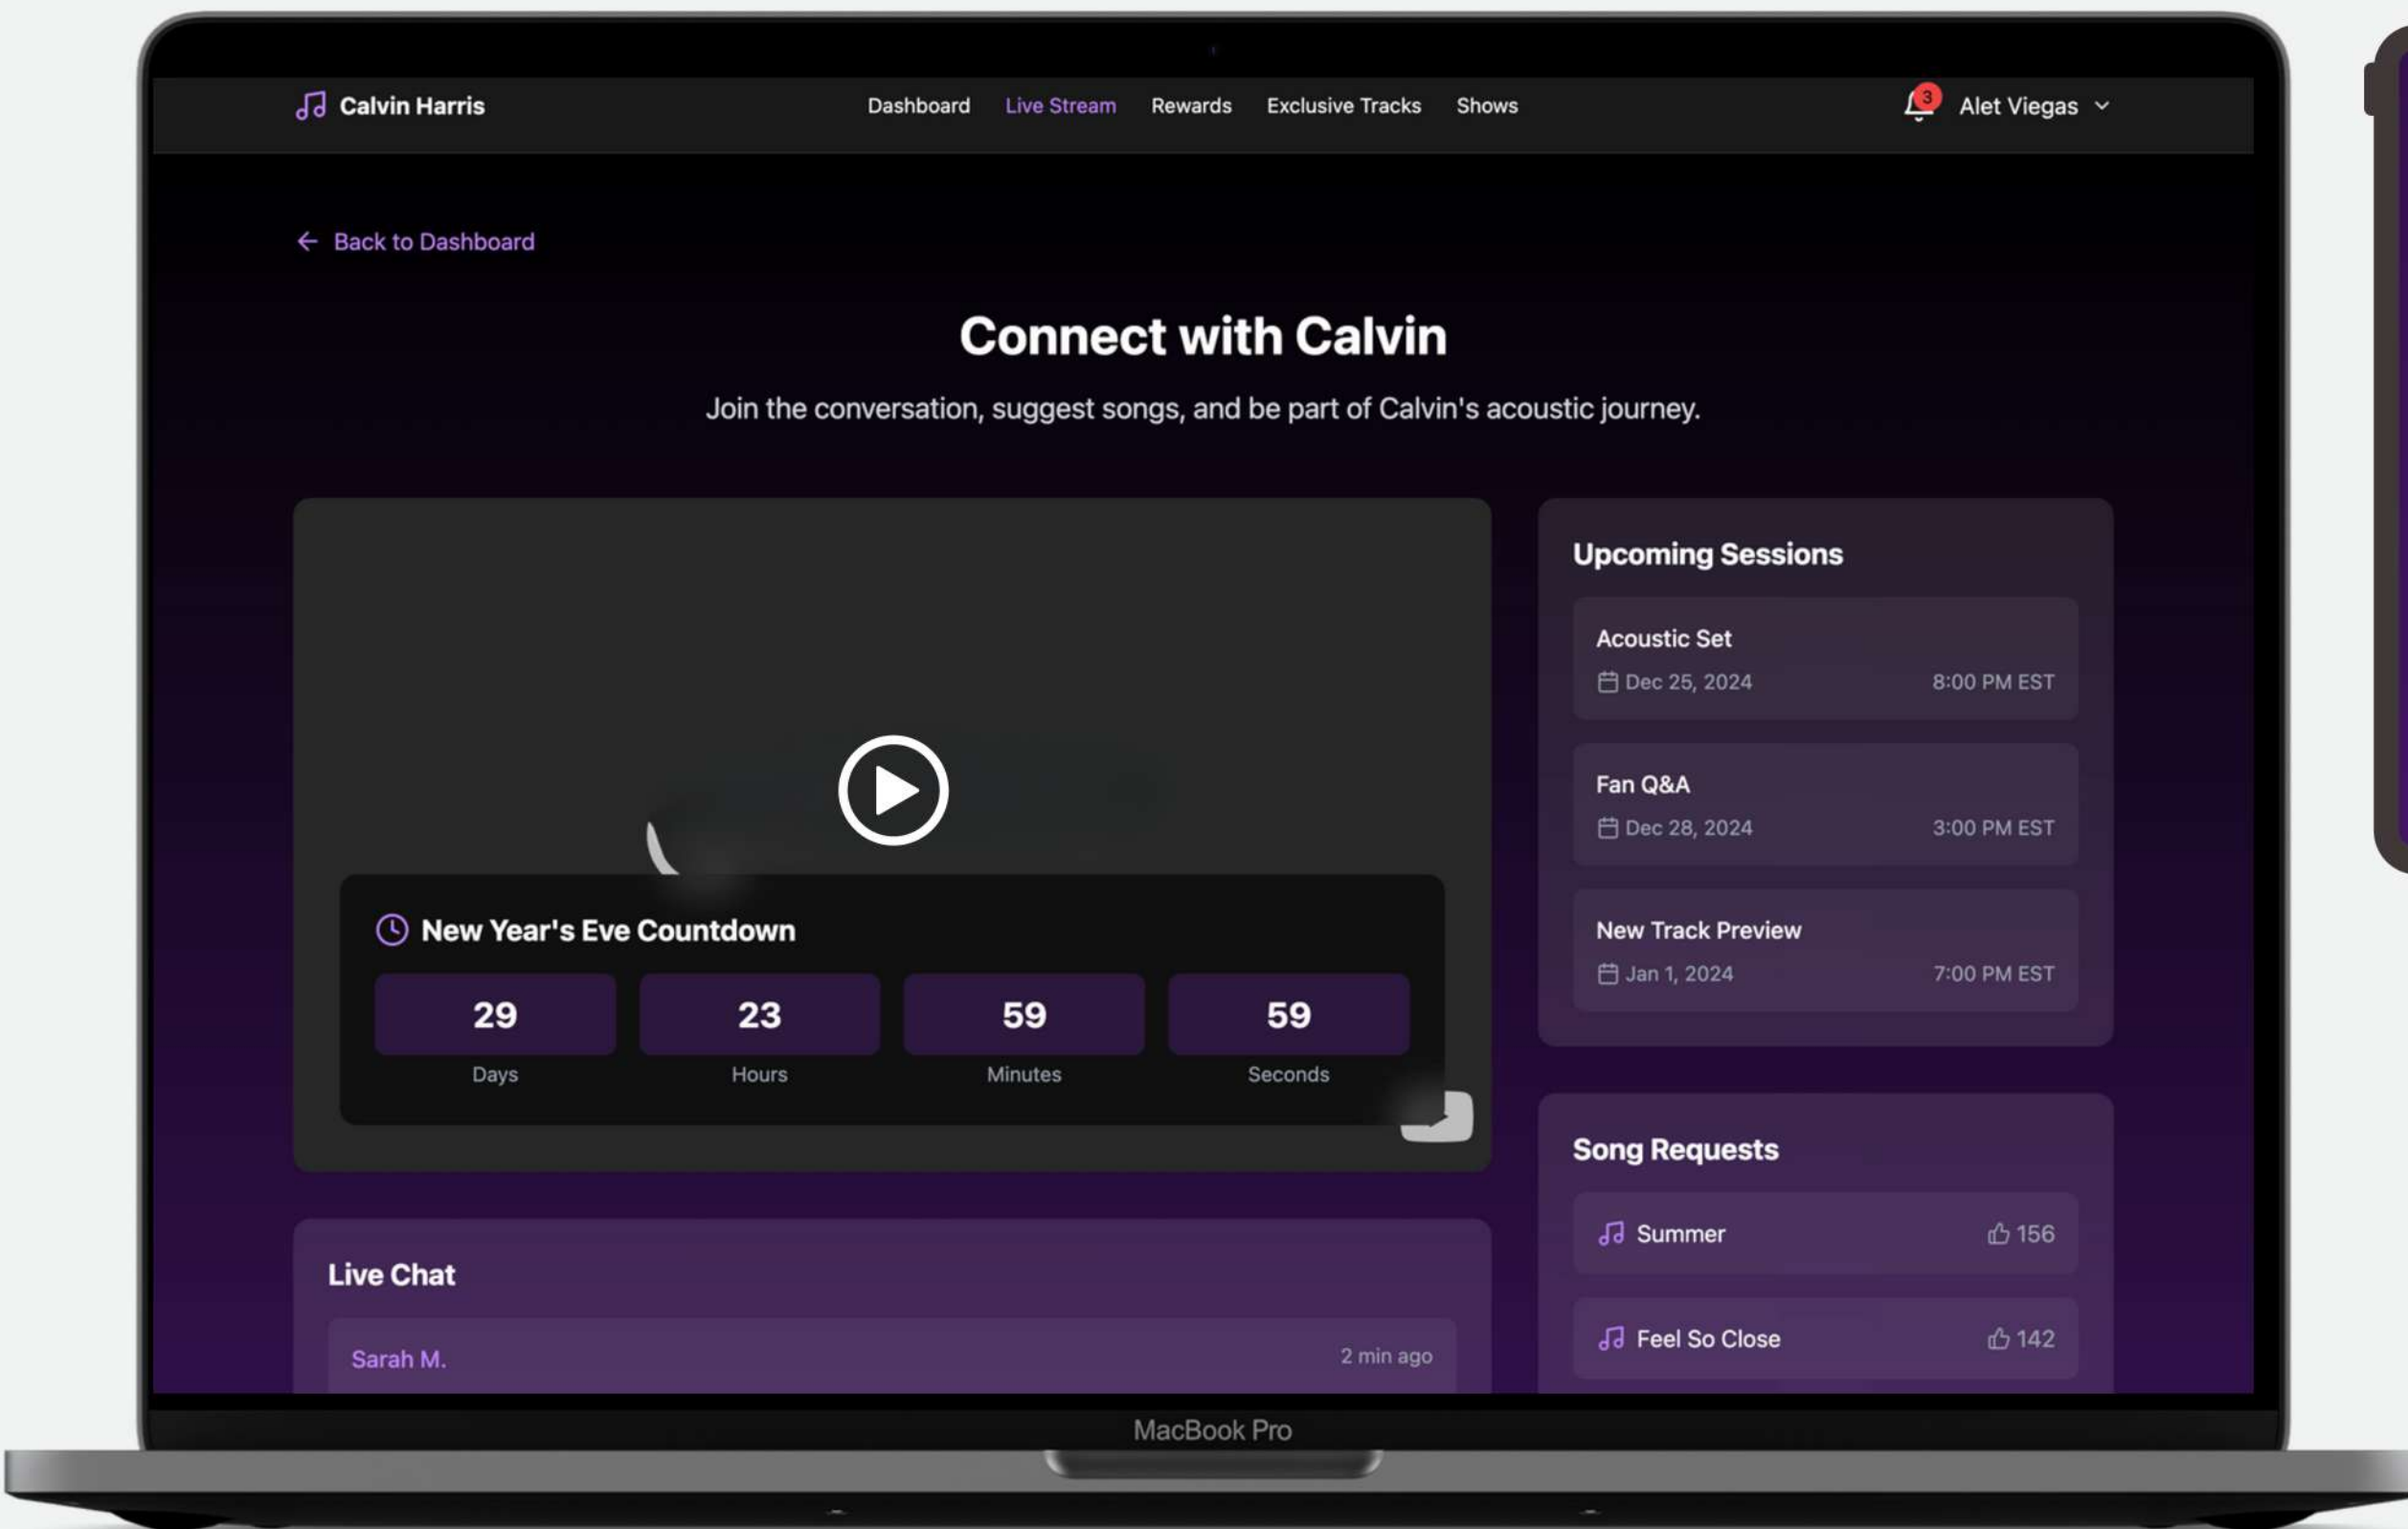 Calvin Harris
Dashboard Live Stream Rewards Exclusive Tracks Shows
3
Alet Viegas
Back to Dashboard
Connect with Calvin
Join the conversation, suggest songs, and be part of Calvin's acoustic journey.
New Year's Eve Countdown
29 23 59 59
Days Hours Minutes Seconds
Live Chat
Sarah M. 2 min ago
Upcoming Sessions
Acoustic Set
Dec 25, 2024 8:00 PM EST
Fan Q&A
Dec 28, 2024 3:00 PM EST
New Track Preview
Jan 1, 2024 7:00 PM EST
Song Requests
Summer 156
Feel So Close 142
MacBook Pro